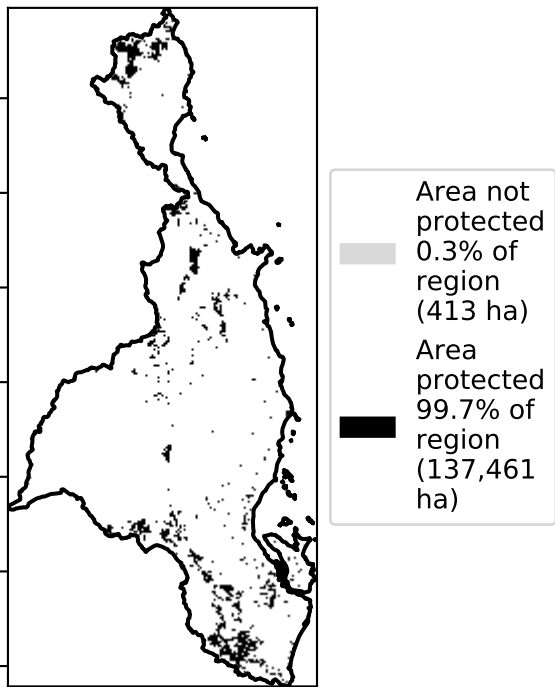 Area not
protected
0.3% of
region
(413 ha)
Area
protected
99.7% of
region
(137,461
ha)